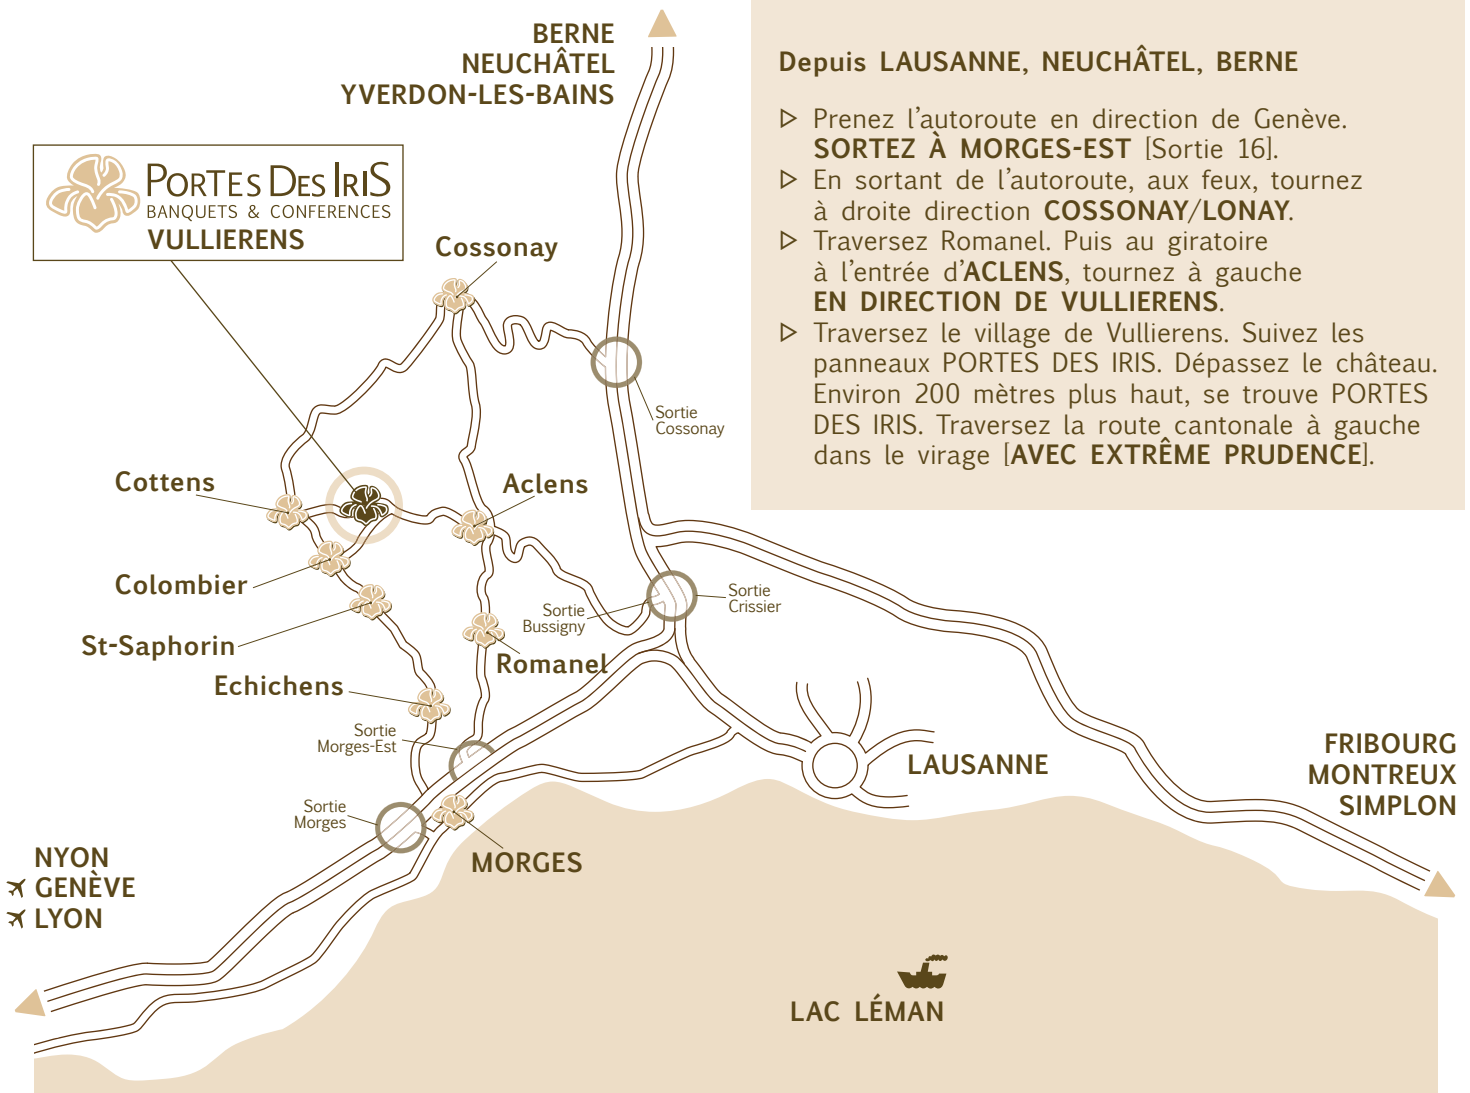 BERNE
NEUCHÂTEL
YVERDON-LES-BAINS
PORTES DES IRIS
BANQUETS & CONFERENCES
VULLIERENS
Depuis LAUSANNE, NEUCHÂTEL, BERNE
▷ Prenez l'autoroute en direction de Genève.
SORTEZ À MORGES-EST [Sortie 16].
▷ En sortant de l'autoroute, aux feux, tournez
à droite direction COSSONAY/LONAY.
▷ Traversez Romanel. Puis au giratoire
à l'entrée d'ACLENS, tournez à gauche
EN DIRECTION DE VULLIERENS.
▷ Traversez le village de Vullierens. Suivez les
panneaux PORTES DES IRIS. Dépassez le château.
Environ 200 mètres plus haut, se trouve PORTES
DES IRIS. Traversez la route cantonale à gauche
dans le virage [AVEC EXTRÊME PRUDENCE].
Cossonay
Sortie
Cossonay
Cottens
Aclens
Colombier
Sortie
Bussigny
Sortie
Crissier
St-Saphorin
Romanel
Echichens
Sortie
Morges-Est
LAUSANNE
FRIBOURG
MONTREUX
SIMPLON
Sortie
Morges
MORGES
NYON
GENÈVE
LYON
LAC LÉMAN